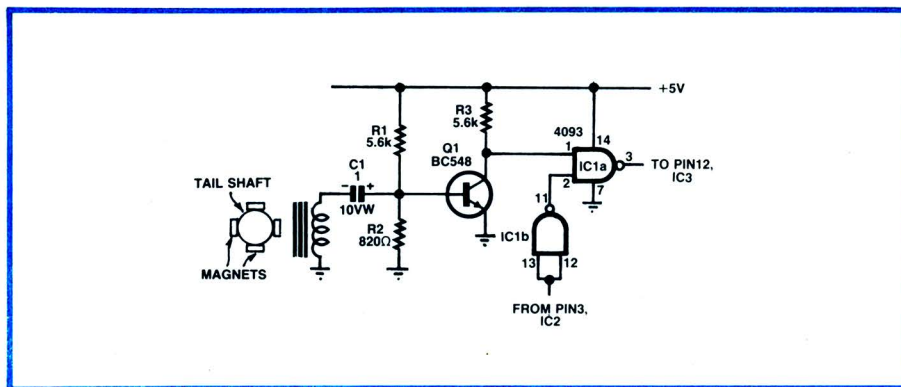 +5V
R1
5.6k
R3
5.6k
4093
14
1
IC1a
3
TO PIN12,
IC3
2
7
Q1
BC548
C1
1
- +
10VW
TAIL SHAFT
R2
820Ω
11
IC1b
13 12
MAGNETS
FROM PIN3,
IC2